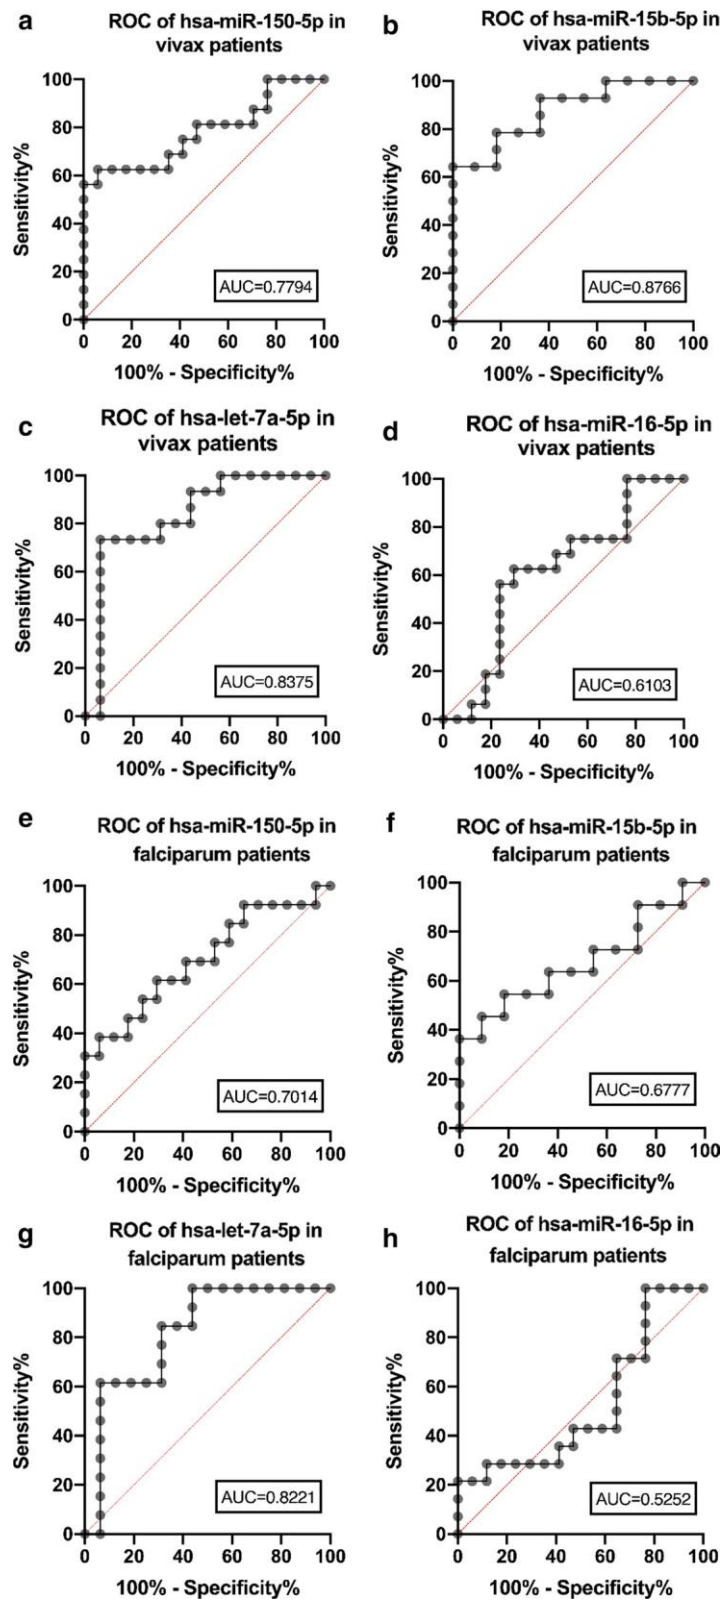 a
ROC of hsa-miR-150-5p in
vivax patients
100
80
60
40
20
0
Sensitivity%
AUC=0.7794
0 20 40 60 80 100
100% - Specificity%
b
ROC of hsa-miR-15b-5p in
vivax patients
100
80
60
40
20
0
Sensitivity%
AUC=0.8766
0 20 40 60 80 100
100% - Specificity%
c
ROC of hsa-let-7a-5p in
vivax patients
100
80
60
40
20
0
Sensitivity%
AUC=0.8375
0 20 40 60 80 100
100% - Specificity%
d
ROC of hsa-miR-16-5p in
vivax patients
100
80
60
40
20
0
Sensitivity%
AUC=0.6103
0 20 40 60 80 100
100% - Specificity%
e
ROC of hsa-miR-150-5p in
falciparum patients
100
80
60
40
20
0
Sensitivity%
AUC=0.7014
0 20 40 60 80 100
100% - Specificity%
f
ROC of hsa-miR-15b-5p in
falciparum patients
100
80
60
40
20
0
Sensitivity%
AUC=0.6777
0 20 40 60 80 100
100% - Specificity%
g
ROC of hsa-let-7a-5p in
falciparum patients
100
80
60
40
20
0
Sensitivity%
AUC=0.8221
0 20 40 60 80 100
100% - Specificity%
h
ROC of hsa-miR-16-5p in
falciparum patients
100
80
60
40
20
0
Sensitivity%
AUC=0.5252
0 20 40 60 80 100
100% - Specificity%